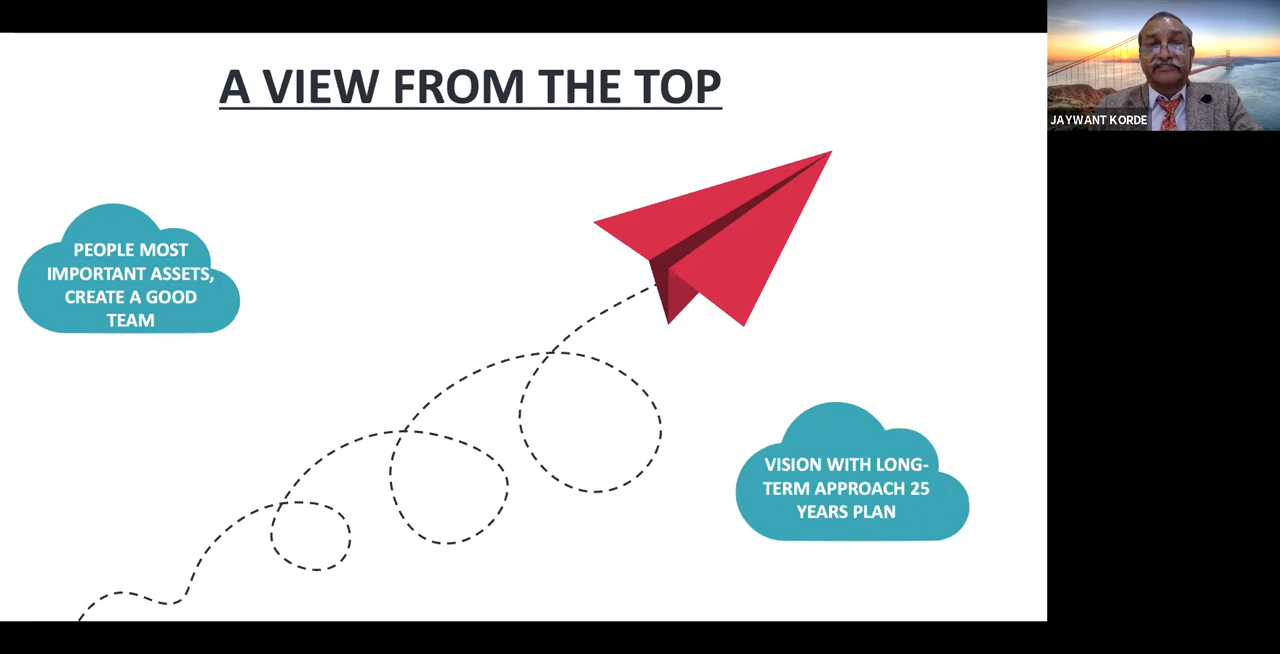 A VIEW FROM THE TOP
JAYWANT KORDE
PEOPLE MOST
IMPORTANT ASSETS,
CREATE A GOOD
TEAM
VISION WITH LONG-
TERM APPROACH 25
YEARS PLAN